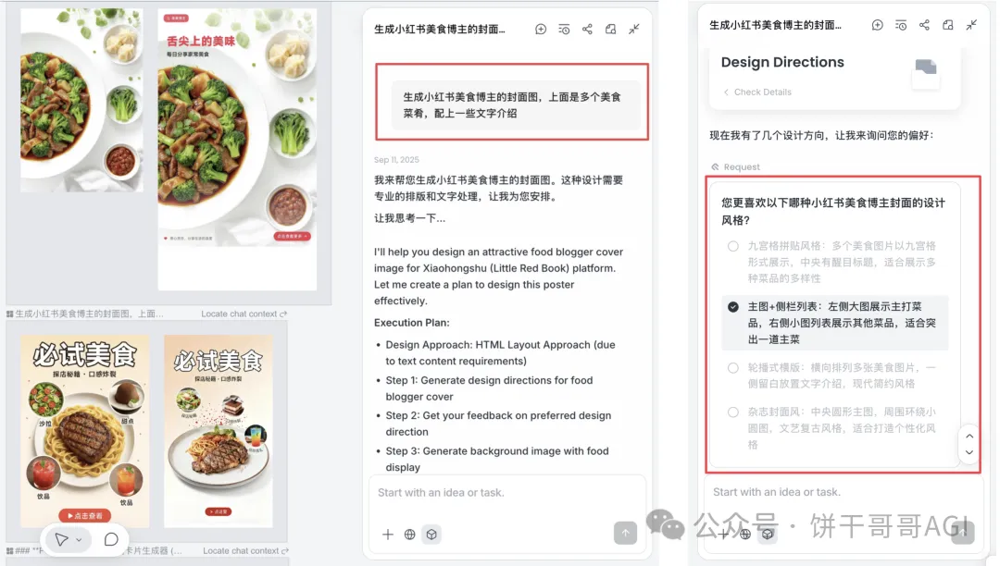 舌尖上的美味
每日分享家常美食
生成小红书美食博主的封面图，上面...
Locate chat context
必试美食
探店秘籍·口感炸裂
沙拉
甜点
饮品
饮品
点击查看
必试美食
探店秘籍·口感炸裂
Locate chat context
生成小红书美食博主的封面...
生成小红书美食博主的封面图，上面是多个美食
菜肴，配上一些文字介绍
Sep 11, 2025
我来帮您生成小红书美食博主的封面图。这种设计需要
专业的排版和文字处理，让我为您安排。
让我思考一下...
I'll help you design an attractive food blogger cover
image for Xiaohongshu (Little Red Book) platform.
Let me create a plan to design this poster
effectively.
Execution Plan:
• Design Approach: HTML Layout Approach (due
to text content requirements)
• Step 1: Generate design directions for food
blogger cover
• Step 2: Get your feedback on preferred design
direction
• Step 3: Generate background image with food
display
Start with an idea or task.
生成小红书美食博主的封面...
Design Directions
Check Details
现在我有了几个设计方向，让我来询问您的偏好：
Request
您更喜欢以下哪种小红书美食博主封面的设计
风格？
九宫格拼贴风格：多个美食图片以九宫格
形式展示，中央有醒目标题，适合展示多
种菜品的多样性
主图+侧栏列表：左侧大图展示主打菜
品，右侧小图列表展示其他菜品，适合突
出一道主菜
轮播式横版：横向排列多张美食图片，一
侧留白放置文字介绍，现代简约风格
杂志封面风：中央圆形主图，周围环绕小
圆图，文艺复古风格，适合打造个性化风
格
Start with an idea or task.
公众号·饼干哥哥AGI